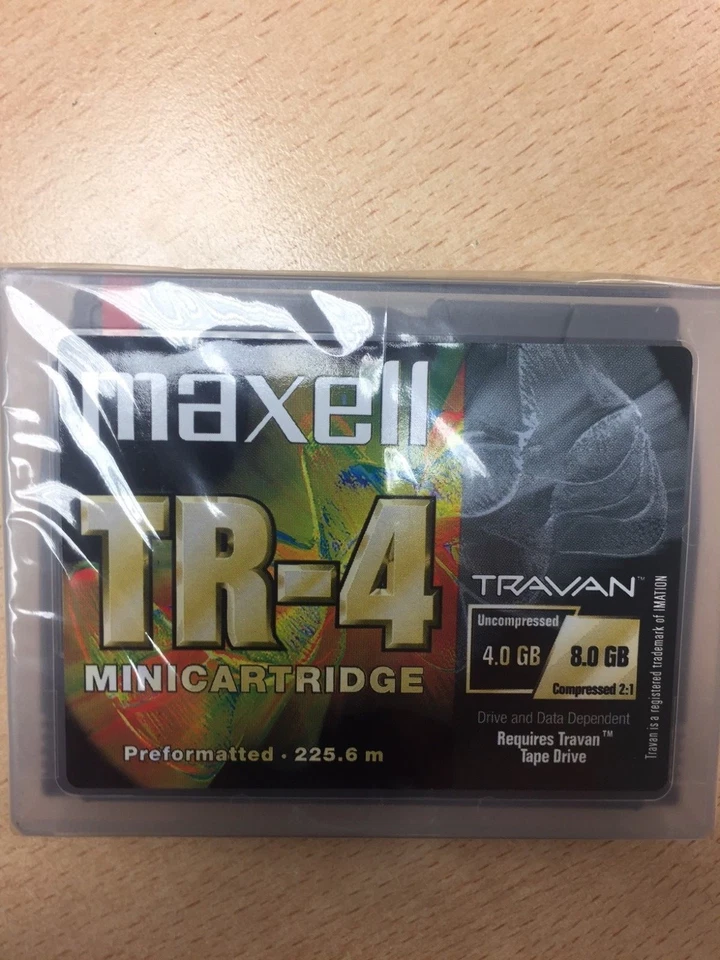 maxell
TR-4
MINICARTRIDGE
Preformatted · 225.6 m
TRAVAN™
Uncompressed
4.0 GB
8.0 GB
Compressed 2:1
Drive and Data Dependent
Requires Travan™
Tape Drive
Travan is a registered trademark of IMATION